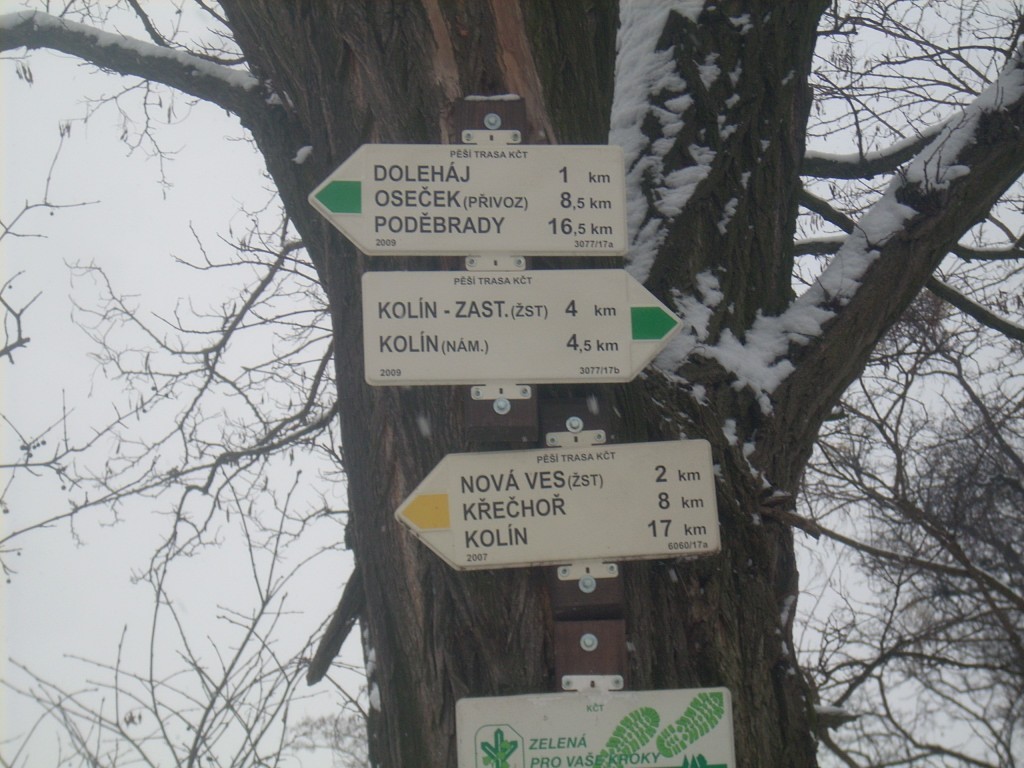 PĚŠÍ TRASA KČT
DOLEHÁJ 1 km
OSEČEK (PŘIVOZ) 8,5 km
PODĚBRADY 16,5 km
2009 3077/17a
PĚŠÍ TRASA KČT
KOLÍN - ZAST. (ŽST) 4 km
KOLÍN (NÁM.) 4,5 km
2009 3077/17b
PĚŠÍ TRASA KČT
NOVÁ VES (ŽST) 2 km
KŘEČHOŘ 8 km
KOLÍN 17 km
2007 6060/17a
KČT
ZELENÁ
PRO VAŠE KROKY